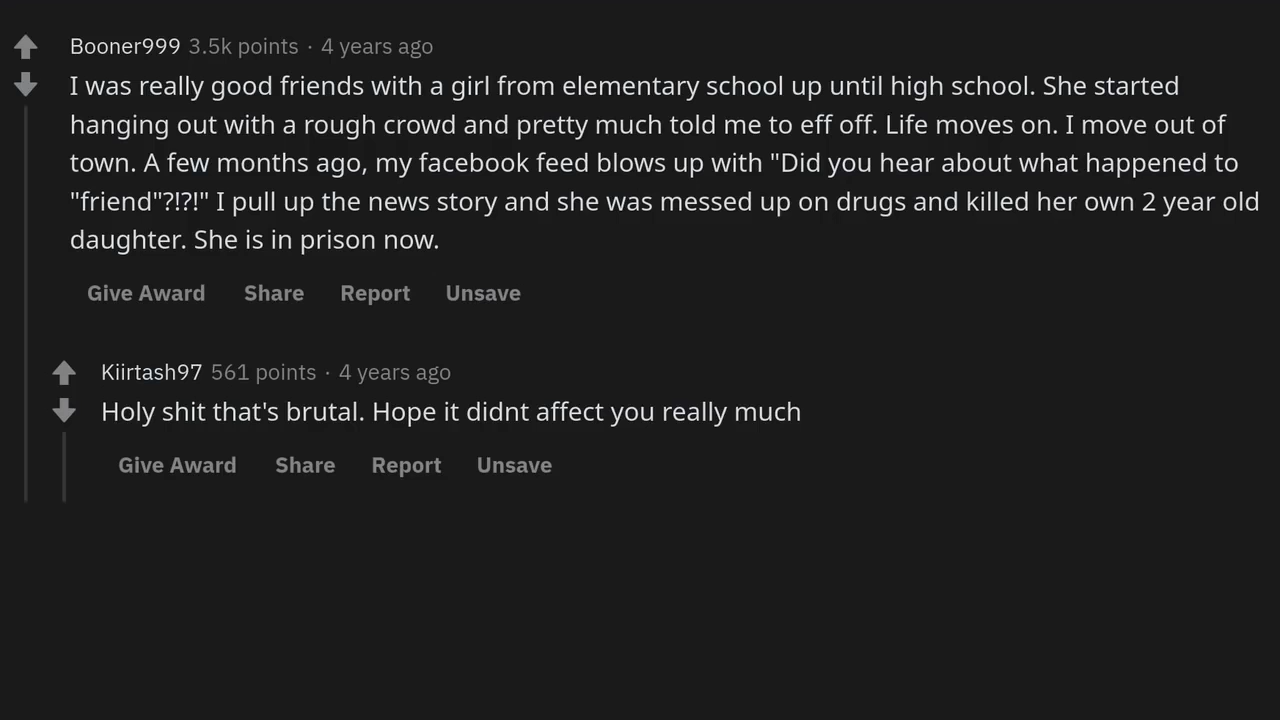 Booner999 3.5k points · 4 years ago
I was really good friends with a girl from elementary school up until high school. She started
hanging out with a rough crowd and pretty much told me to eff off. Life moves on. I move out of
town. A few months ago, my facebook feed blows up with "Did you hear about what happened to
"friend"?!?!" I pull up the news story and she was messed up on drugs and killed her own 2 year old
daughter. She is in prison now.
Give Award Share Report Unsave
Kiirtash97 561 points · 4 years ago
Holy shit that's brutal. Hope it didnt affect you really much
Give Award Share Report Unsave